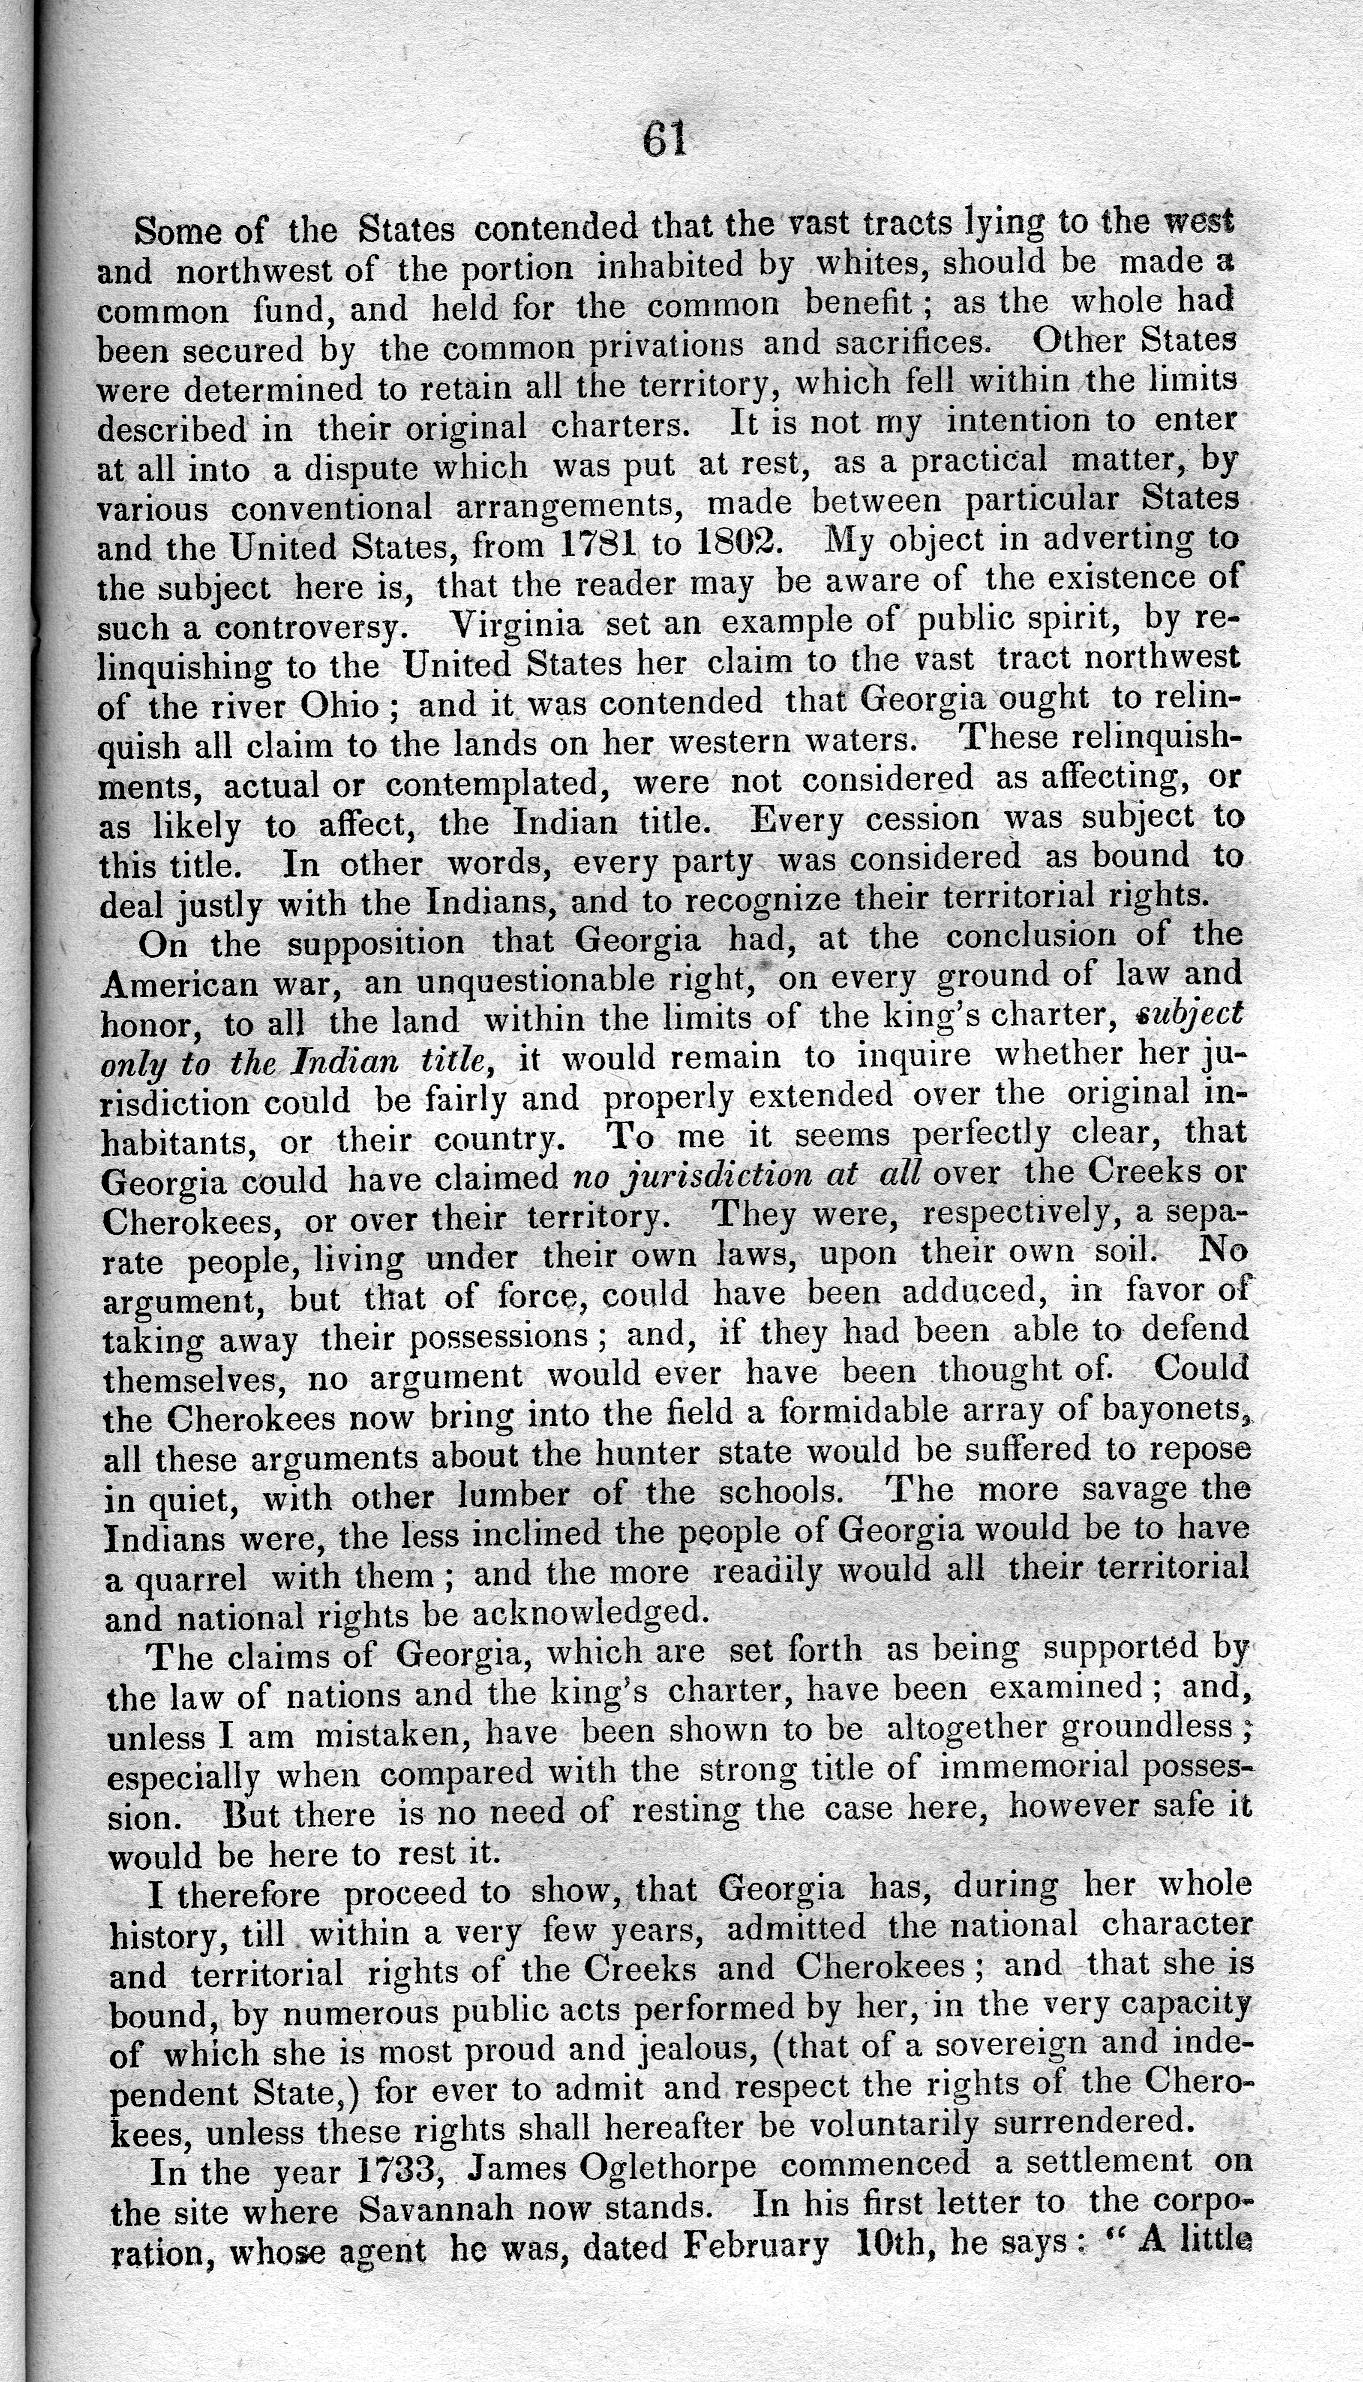 61
Some of the States contended that the vast tracts lying to the west
and northwest of the portion inhabited by whites, should be made a
common fund, and held for the common benefit; as the whole had
been secured by the common privations and sacrifices. Other States
were determined to retain all the territory, which fell within the limits
described in their original charters. It is not my intention to enter
at all into a dispute which was put at rest, as a practical matter, by
various conventional arrangements, made between particular States
and the United States, from 1781 to 1802. My object in adverting to
the subject here is, that the reader may be aware of the existence of
such a controversy. Virginia set an example of public spirit, by re-
linquishing to the United States her claim to the vast tract northwest
of the river Ohio; and it was contended that Georgia ought to relin-
quish all claim to the lands on her western waters. These relinquish-
ments, actual or contemplated, were not considered as affecting, or
as likely to affect, the Indian title. Every cession was subject to
this title. In other words, every party was considered as bound to
deal justly with the Indians, and to recognize their territorial rights.
On the supposition that Georgia had, at the conclusion of the
American war, an unquestionable right, on every ground of law and
honor, to all the land within the limits of the king's charter, subject
only to the Indian title, it would remain to inquire whether her ju-
risdiction could be fairly and properly extended over the original in-
habitants, or their country. To me it seems perfectly clear, that
Georgia could have claimed no jurisdiction at all over the Creeks or
Cherokees, or over their territory. They were, respectively, a sepa-
rate people, living under their own laws, upon their own soil. No
argument, but that of force, could have been adduced, in favor of
taking away their possessions; and, if they had been able to defend
themselves, no argument would ever have been thought of. Could
the Cherokees now bring into the field a formidable array of bayonets,
all these arguments about the hunter state would be suffered to repose
in quiet, with other lumber of the schools. The more savage the
Indians were, the less inclined the people of Georgia would be to have
a quarrel with them; and the more readily would all their territorial
and national rights be acknowledged.
The claims of Georgia, which are set forth as being supported by
the law of nations and the king's charter, have been examined; and,
unless I am mistaken, have been shown to be altogether groundless;
especially when compared with the strong title of immemorial posses-
sion. But there is no need of resting the case here, however safe it
would be here to rest it.
I therefore proceed to show, that Georgia has, during her whole
history, till within a very few years, admitted the national character
and territorial rights of the Creeks and Cherokees; and that she is
bound, by numerous public acts performed by her, in the very capacity
of which she is most proud and jealous, (that of a sovereign and inde-
pendent State,) for ever to admit and respect the rights of the Chero-
kees, unless these rights shall hereafter be voluntarily surrendered.
In the year 1733, James Oglethorpe commenced a settlement on
the site where Savannah now stands. In his first letter to the corpo-
ration, whose agent he was, dated February 10th, he says: "A little